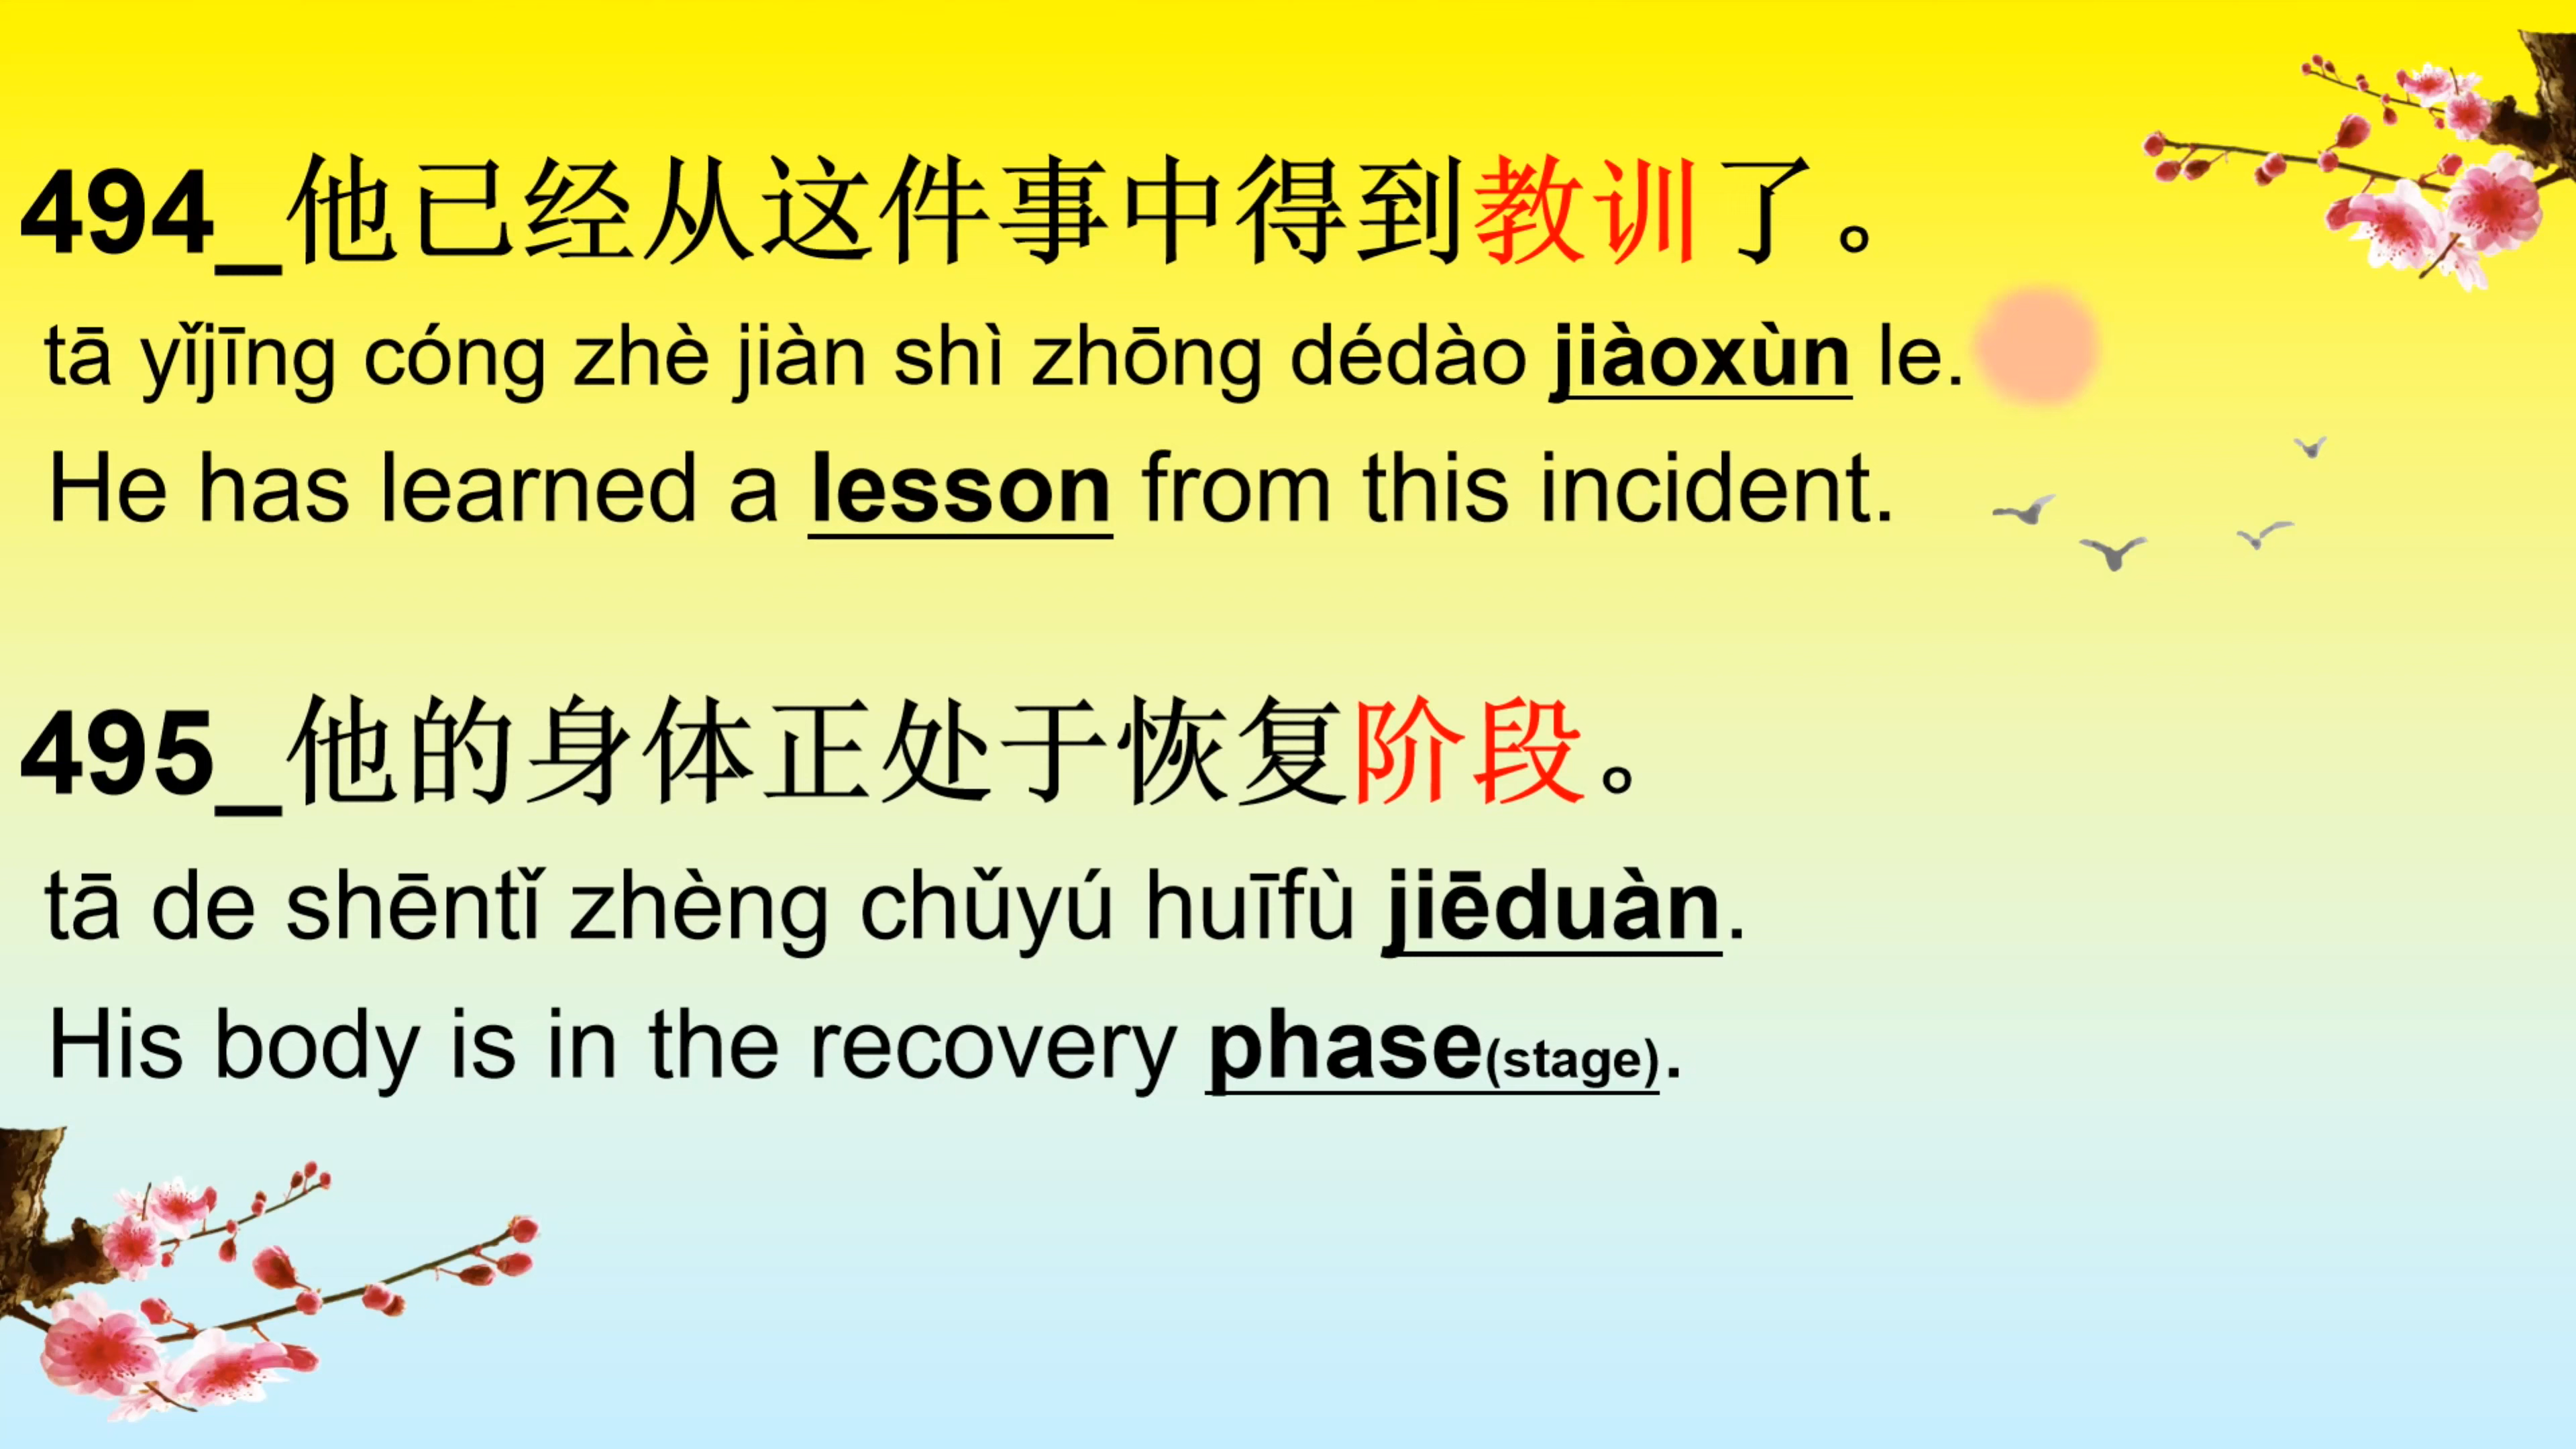 494_他已经从这件事中得到教训了。
tā yǐjīng cóng zhè jiàn shì zhōng dédào jiàoxùn le.
He has learned a lesson from this incident.
495_他的身体正处于恢复阶段。
tā de shēntǐ zhèng chǔyú huīfù jiēduàn.
His body is in the recovery phase(stage).